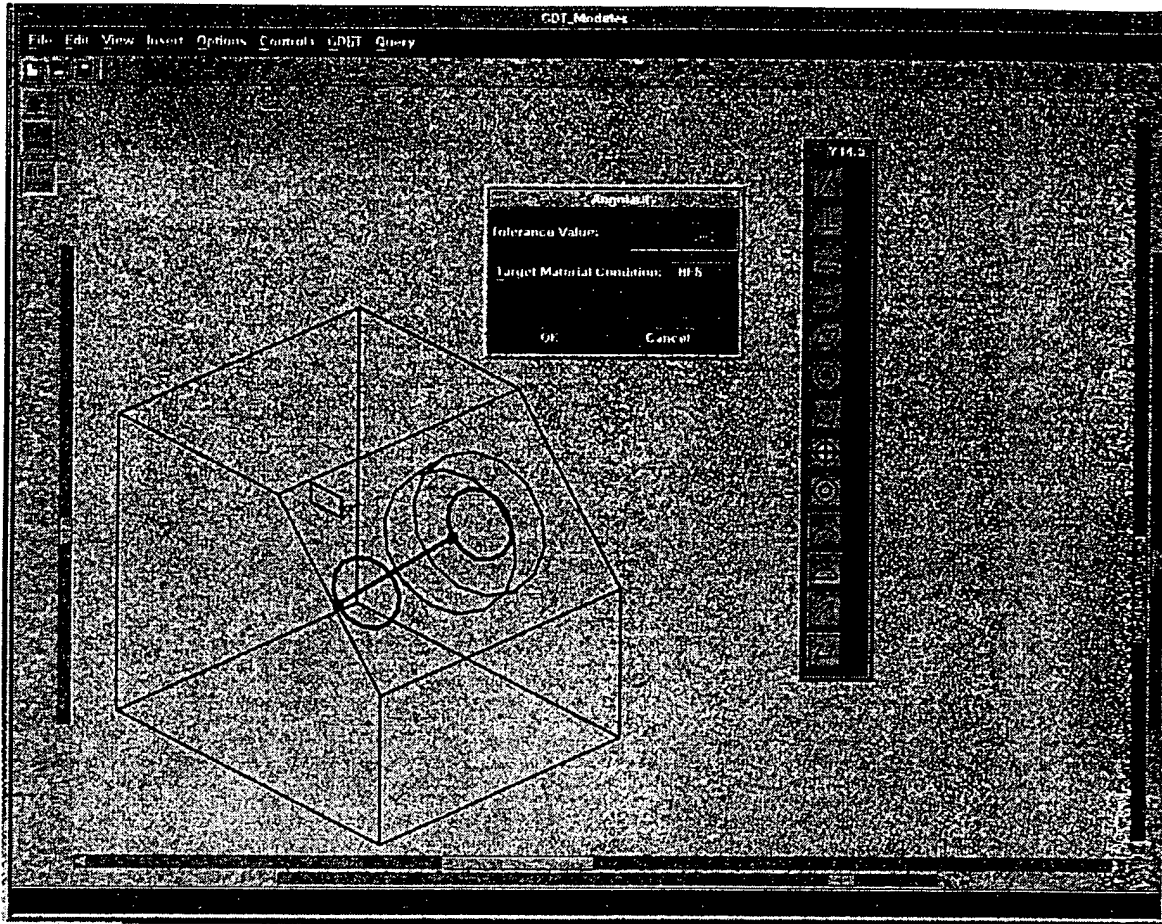 GDT_Modules
File Edit View Insert Options Controls GD&T Query
Y14.5
Angularity
Tolerance Value:
Target Material Condition: RFS
OK Cancel